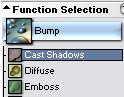 Function Selection
Bump
Cast Shadows
Diffuse
Emboss